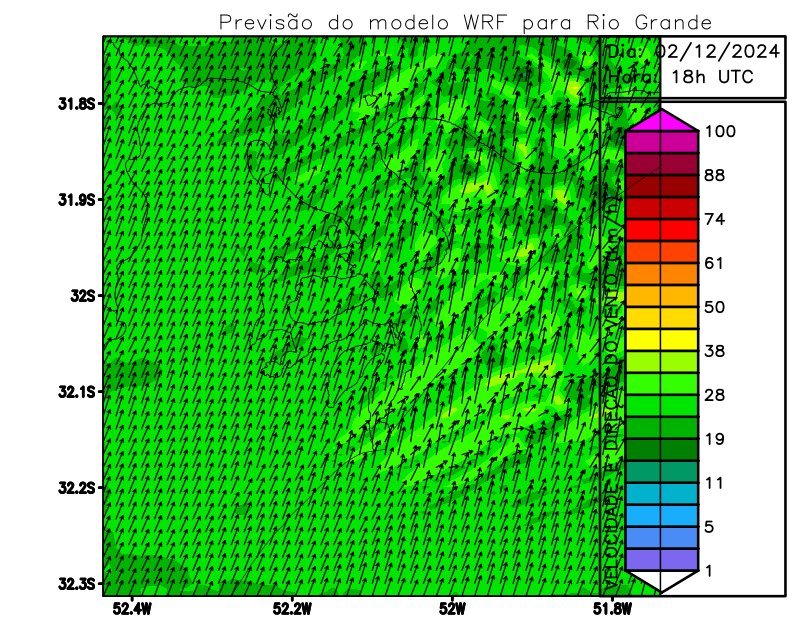 Previsão do modelo WRF para Rio Grande
Dia: 02/12/2024
Hora: 18h UTC
31.8S
31.9S
32S
32.1S
32.2S
32.3S
52.4W
52.2W
52W
51.8W
VELOCIDADE E DIREÇÃO DO VENTO (km/h)
100
88
74
61
50
38
28
19
11
5
1